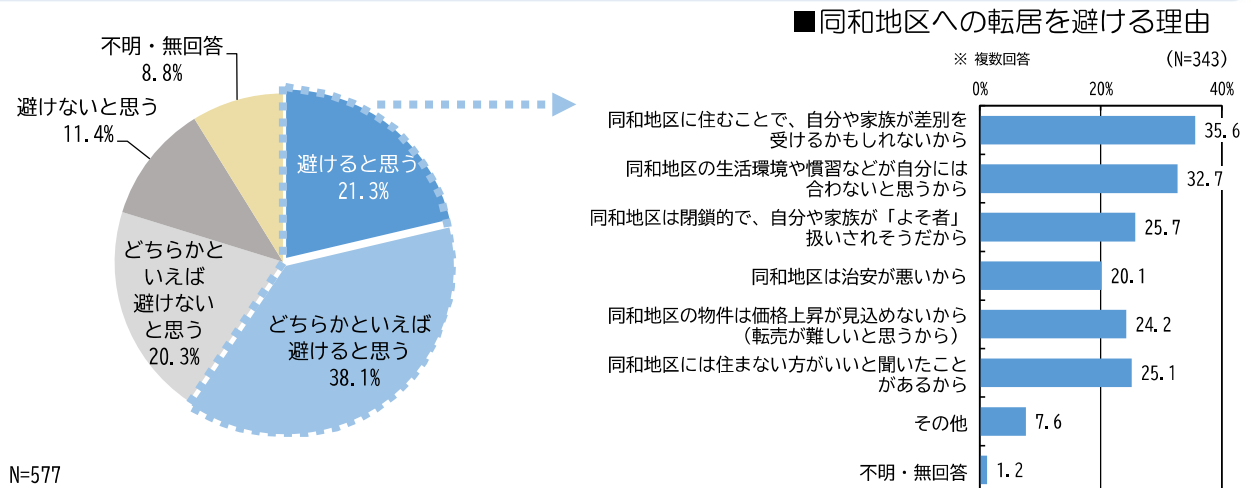 ■同和地区への転居を避ける理由
※ 複数回答
(N=343)
0%
20%
40%
不明・無回答
8.8%
避けないと思う
11.4%
避けると思う
21.3%
どちらかと
いえば
避けない
と思う
20.3%
どちらかといえば
避けると思う
38.1%
N=577
同和地区に住むことで、自分や家族が差別を
受けるかもしれないから
35.6
同和地区の生活環境や慣習などが自分には
合わないと思うから
32.7
同和地区は閉鎖的で、自分や家族が「よそ者」
扱いされそうだから
25.7
同和地区は治安が悪いから
20.1
同和地区の物件は価格上昇が見込めないから
(転売が難しいと思うから)
24.2
同和地区には住まない方がいいと聞いたこと
があるから
25.1
その他
7.6
不明・無回答
1.2